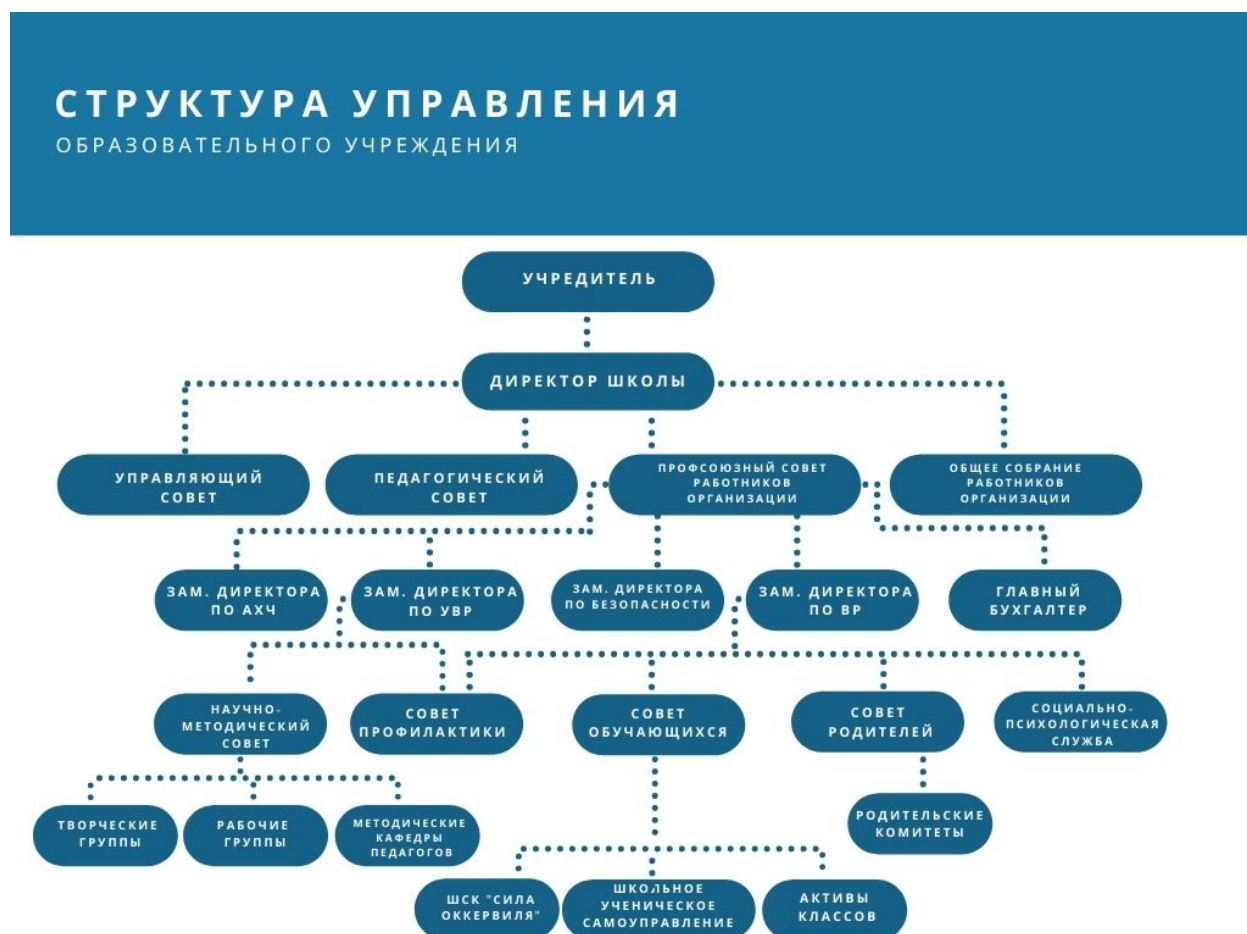 СТРУКТУРА УПРАВЛЕНИЯ
ОБРАЗОВАТЕЛЬНОГО УЧРЕЖДЕНИЯ
УЧРЕДИТЕЛЬ
ДИРЕКТОР ШКОЛЫ
УПРАВЛЯЮЩИЙ
СОВЕТ
ПЕДАГОГИЧЕСКИЙ
СОВЕТ
ПРОФСОЮЗНЫЙ СОВЕТ
РАБОТНИКОВ
ОРГАНИЗАЦИИ
ОБЩЕЕ СОБРАНИЕ
РАБОТНИКОВ
ОРГАНИЗАЦИИ
ЗАМ. ДИРЕКТОРА
ПО АХЧ
ЗАМ. ДИРЕКТОРА
ПО УВР
ЗАМ. ДИРЕКТОРА
ПО БЕЗОПАСНОСТИ
ЗАМ. ДИРЕКТОРА
ПО ВР
ГЛАВНЫЙ
БУХГАЛТЕР
НАУЧНО-
МЕТОДИЧЕСКИЙ
СОВЕТ
СОВЕТ
ПРОФИЛАКТИКИ
СОВЕТ
ОБУЧАЮЩИХСЯ
СОВЕТ
РОДИТЕЛЕЙ
СОЦИАЛЬНО-
ПСИХОЛОГИЧЕСКАЯ
СЛУЖБА
ТВОРЧЕСКИЕ
ГРУППЫ
РАБОЧИЕ
ГРУППЫ
МЕТОДИЧЕСКИЕ
КАФЕДРЫ
ПЕДАГОГОВ
РОДИТЕЛЬСКИЕ
КОМИТЕТЫ
ШСК "СИЛА
ОККЕРВИЛЯ"
ШКОЛЬНОЕ
УЧЕНИЧЕСКОЕ
САМОУПРАВЛЕНИЕ
АКТИВЫ
КЛАССОВ